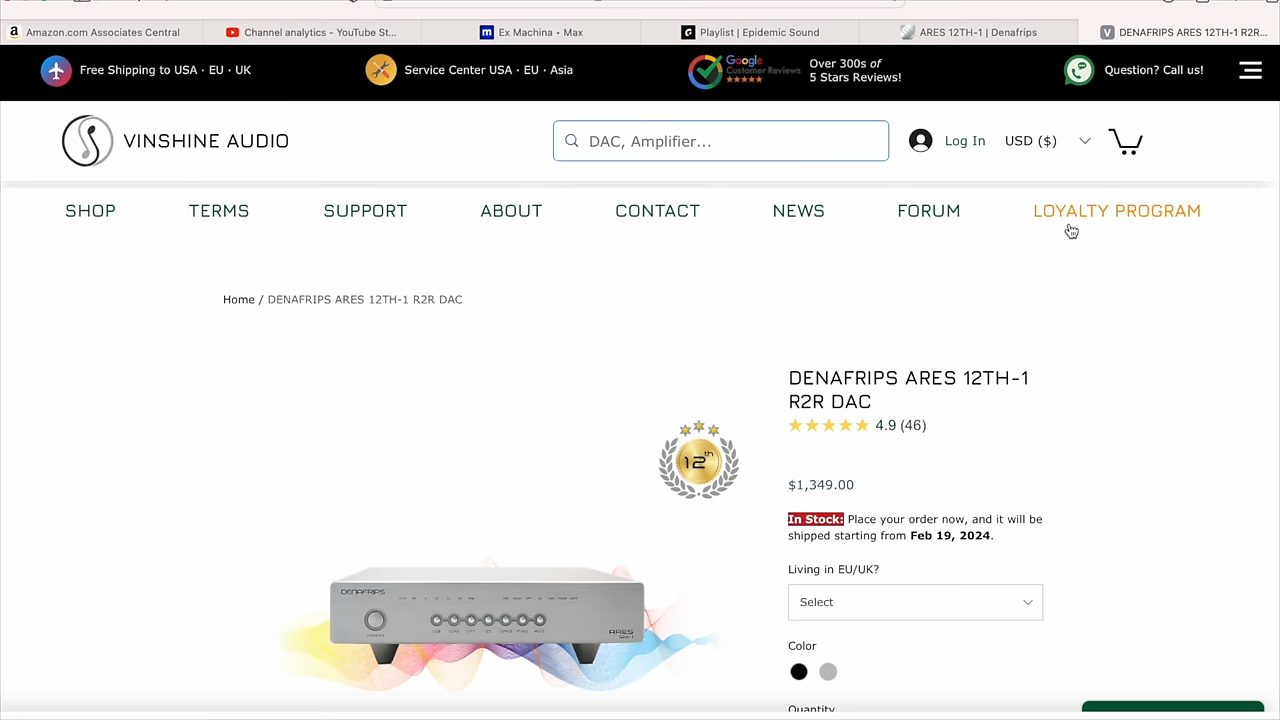 Amazon.com Associates Central
Channel analytics - YouTube St...
Ex Machina • Max
Playlist | Epidemic Sound
ARES 12TH-1 | Denafrips
DENAFRIPS ARES 12TH-1 R2R...
Free Shipping to USA · EU · UK
Service Center USA · EU · Asia
Google
Customer Reviews
Over 300s of
5 Stars Reviews!
Question? Call us!
VINSHINE AUDIO
DAC, Amplifier...
Log In
USD ($)
SHOP
TERMS
SUPPORT
ABOUT
CONTACT
NEWS
FORUM
LOYALTY PROGRAM
Home / DENAFRIPS ARES 12TH-1 R2R DAC
DENAFRIPS ARES 12TH-1
R2R DAC
4.9 (46)
12th
$1,349.00
In Stock: Place your order now, and it will be
shipped starting from Feb 19, 2024.
Living in EU/UK?
Select
Color
Quantity
DENAFRIPS
ARES